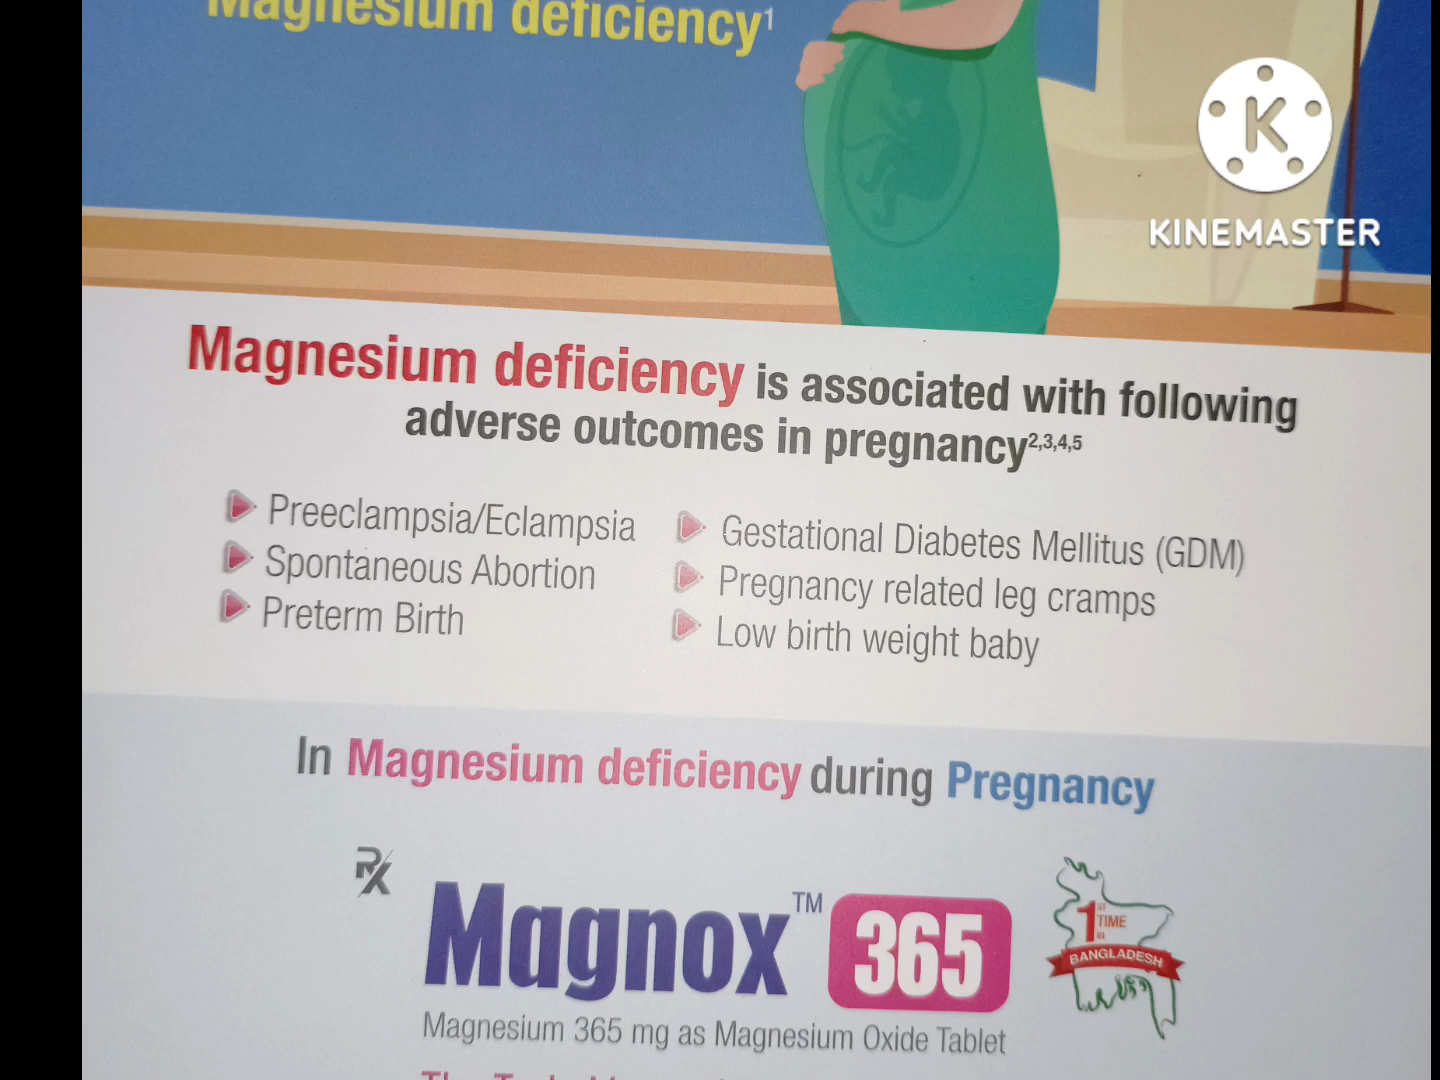 Magnesium deficiency¹
KINEMASTER
Magnesium deficiency is associated with following
adverse outcomes in pregnancy²,³,⁴,⁵
Preeclampsia/Eclampsia
Spontaneous Abortion
Preterm Birth
Gestational Diabetes Mellitus (GDM)
Pregnancy related leg cramps
Low birth weight baby
In Magnesium deficiency during Pregnancy
Rx
Magnox™ 365
1st
TIME
in
BANGLADESH
Magnesium 365 mg as Magnesium Oxide Tablet